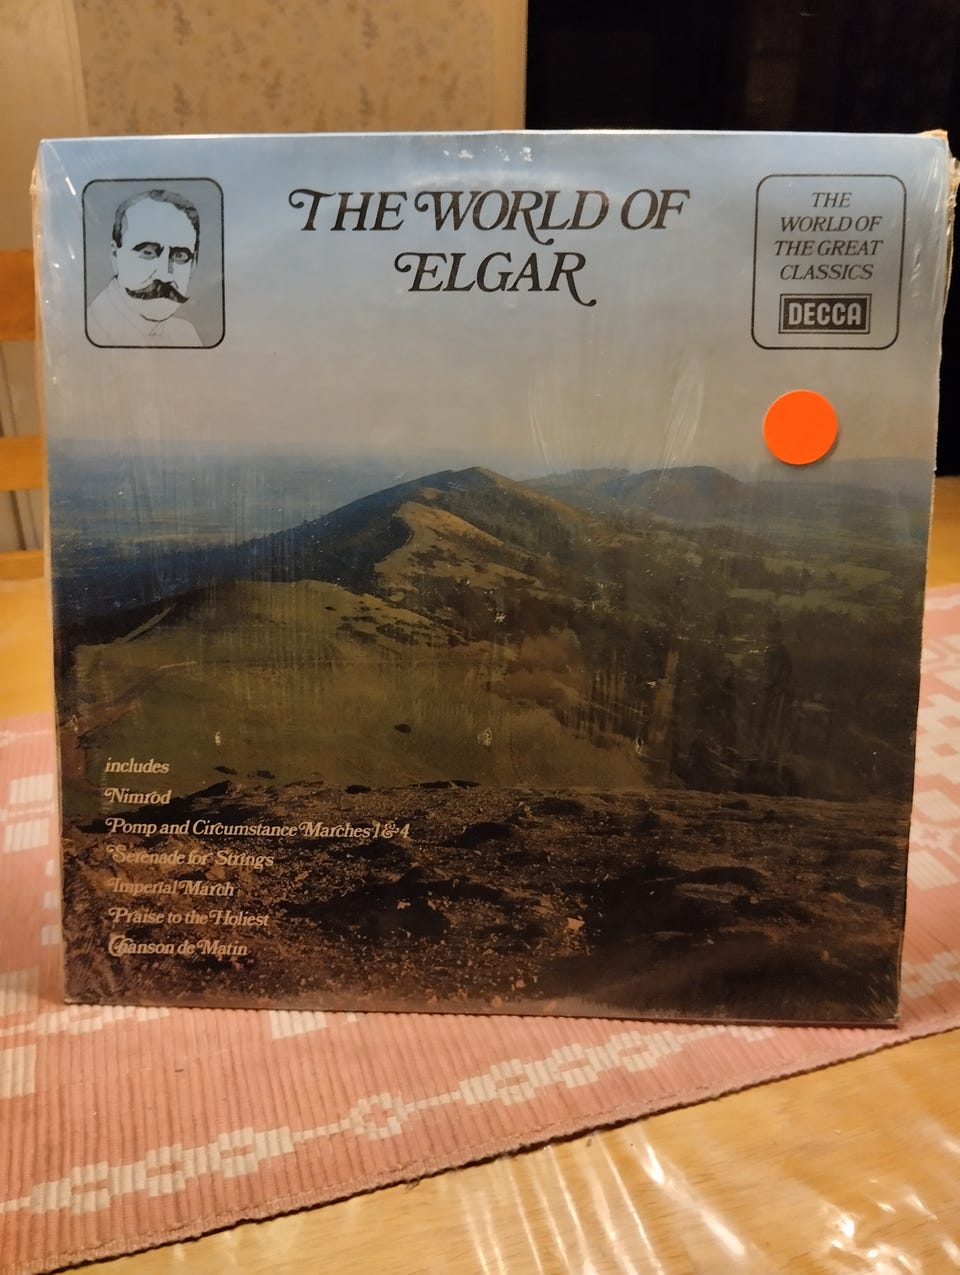 THE WORLD OF
ELGAR
THE
WORLD OF
THE GREAT
CLASSICS
DECCA
includes
Nimrod
Pomp and Circumstance Marches 1 & 4
Serenade for Strings
Imperial March
Praise to the Holiest
Chanson de Matin